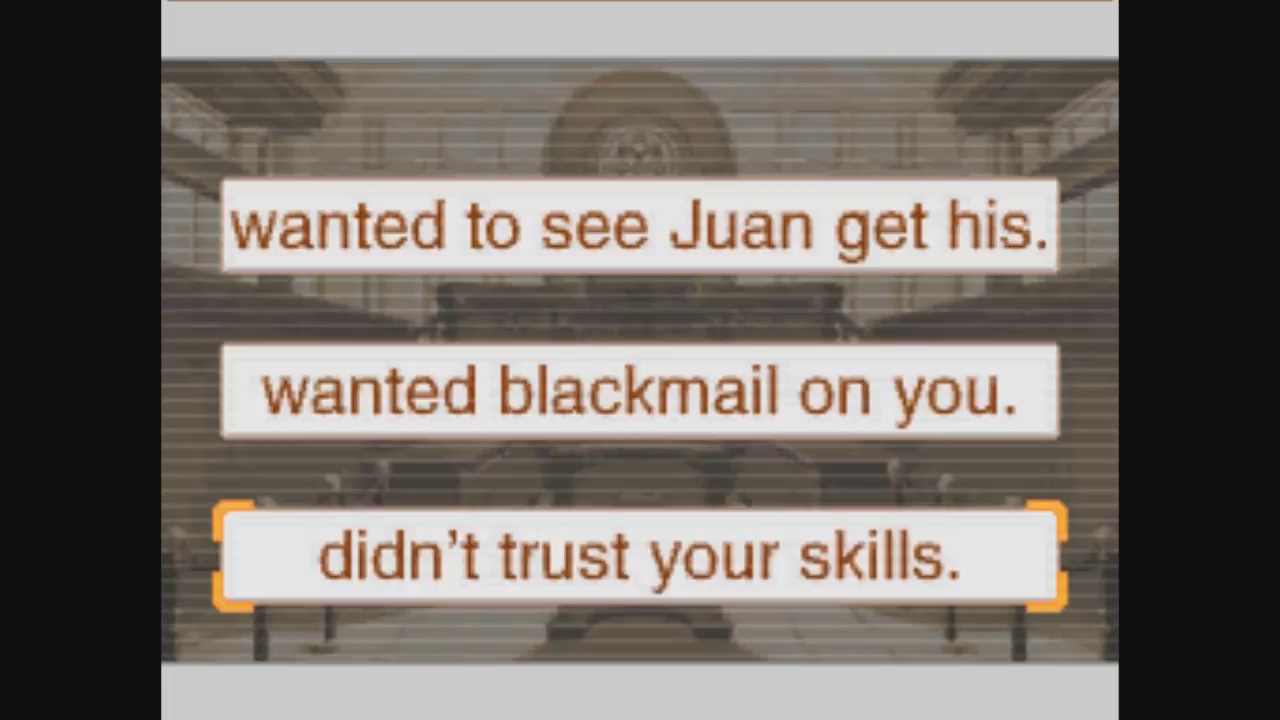 wanted to see Juan get his.
wanted blackmail on you.
didn't trust your skills.